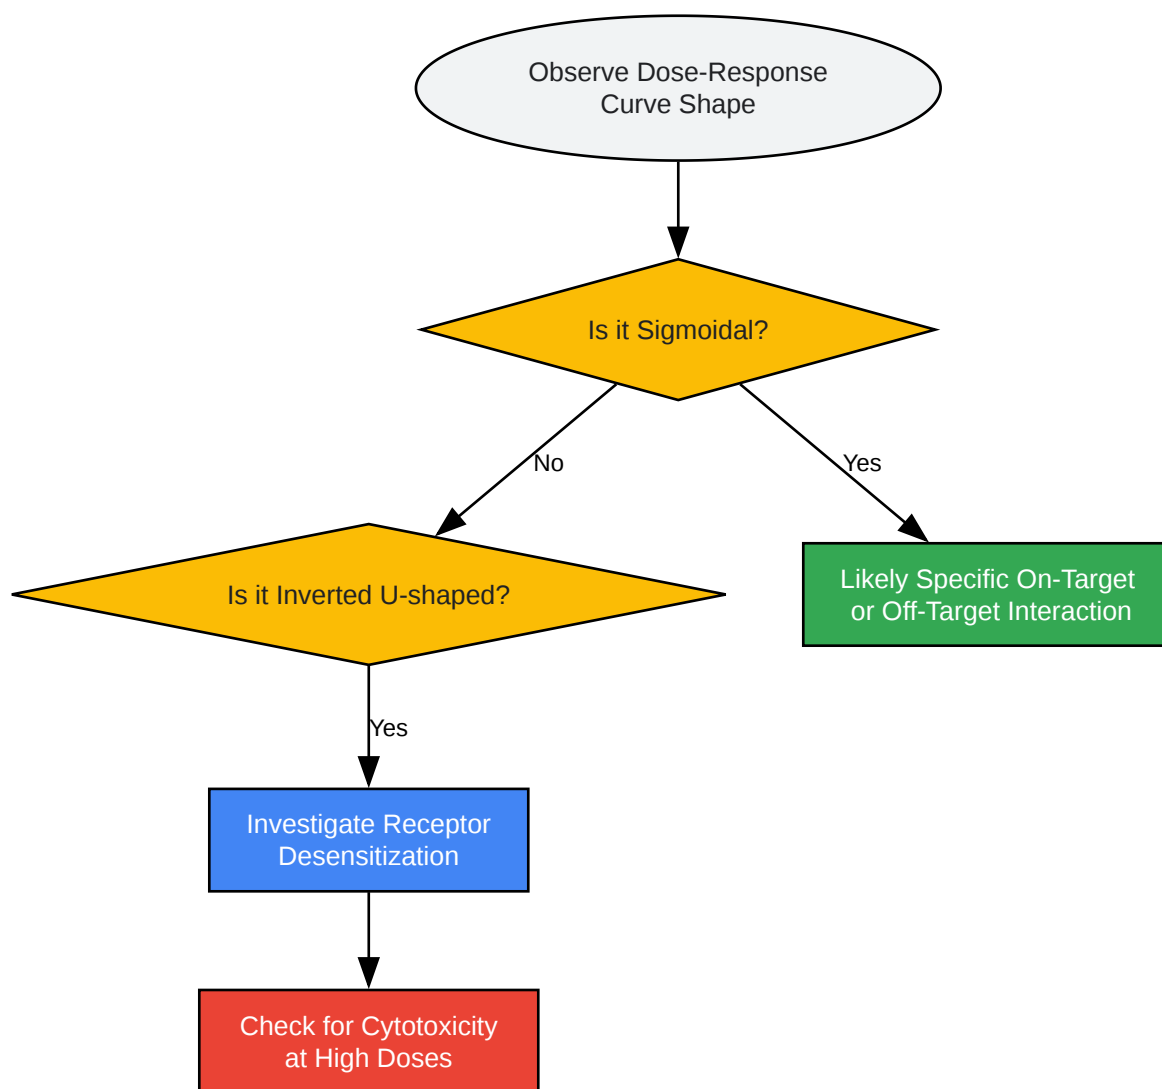 Observe Dose-Response
Curve Shape
Is it Sigmoidal?
No
Yes
Is it Inverted U-shaped?
Likely Specific On-Target
or Off-Target Interaction
Yes
Investigate Receptor
Desensitization
Check for Cytotoxicity
at High Doses